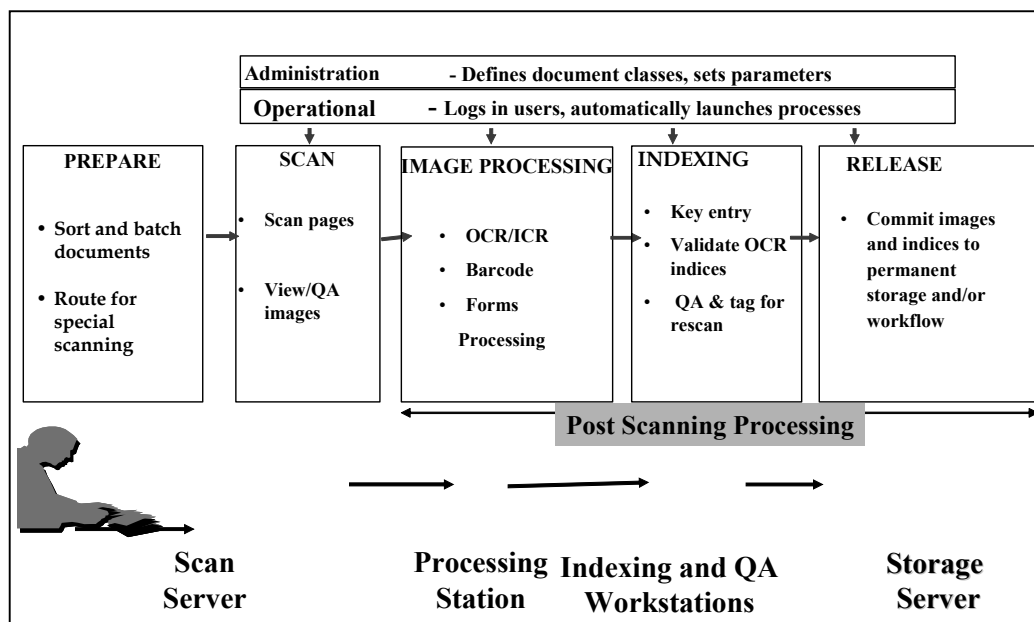 Administration - Defines document classes, sets parameters
Operational - Logs in users, automatically launches processes
PREPARE
• Sort and batch
documents
• Route for
special
scanning
SCAN
• Scan pages
• View/QA
images
IMAGE PROCESSING
• OCR/ICR
• Barcode
• Forms
Processing
INDEXING
• Key entry
• Validate OCR
indices
• QA & tag for
rescan
RELEASE
• Commit images
and indices to
permanent
storage and/or
workflow
Post Scanning Processing
Scan
Server
Processing
Station
Indexing and QA
Workstations
Storage
Server